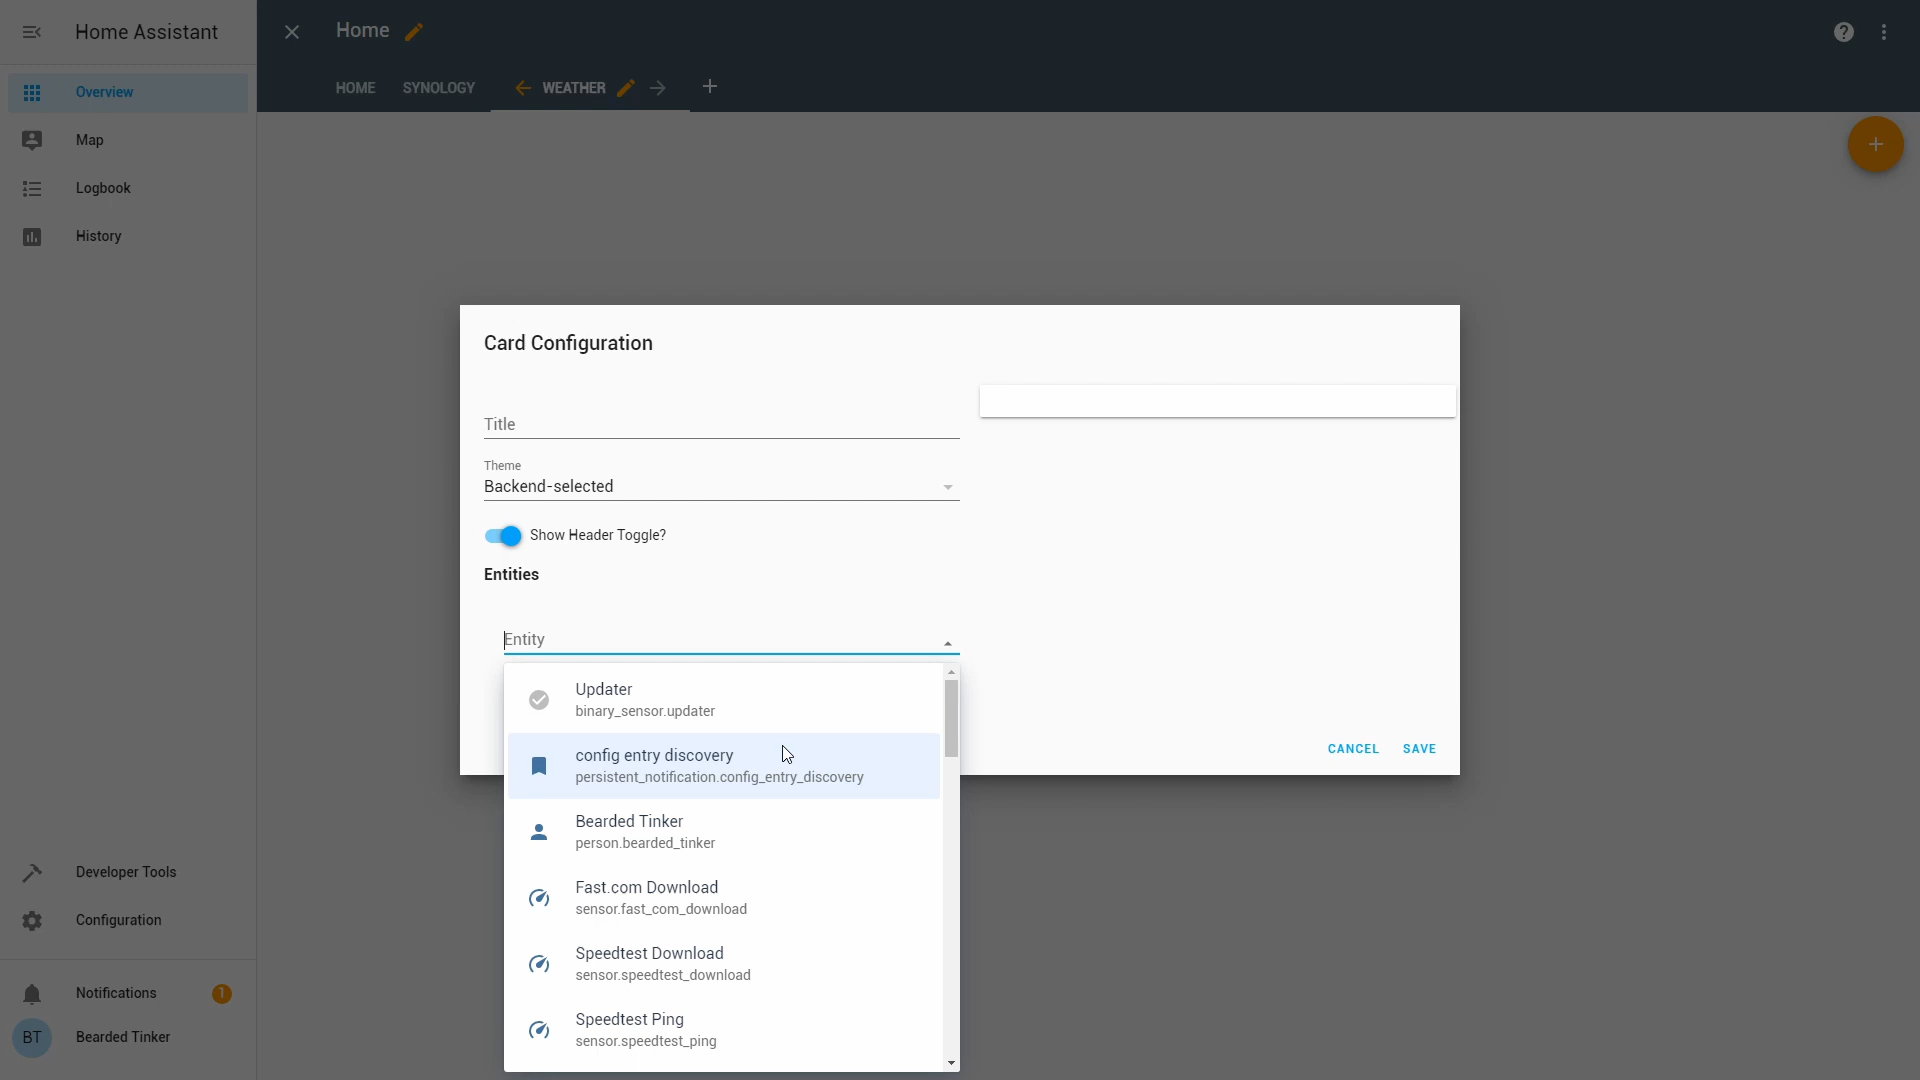 Home Assistant
Home
HOME SYNOLOGY WEATHER
Overview
Map
Logbook
History
Card Configuration
Title
Theme
Backend-selected
Show Header Toggle?
Entities
Entity
Updater
binary_sensor.updater
config entry discovery
persistent_notification.config_entry_discovery
CANCEL SAVE
Bearded Tinker
person.bearded_tinker
Fast.com Download
sensor.fast_com_download
Speedtest Download
sensor.speedtest_download
Speedtest Ping
sensor.speedtest_ping
Developer Tools
Configuration
Notifications 1
BT Bearded Tinker